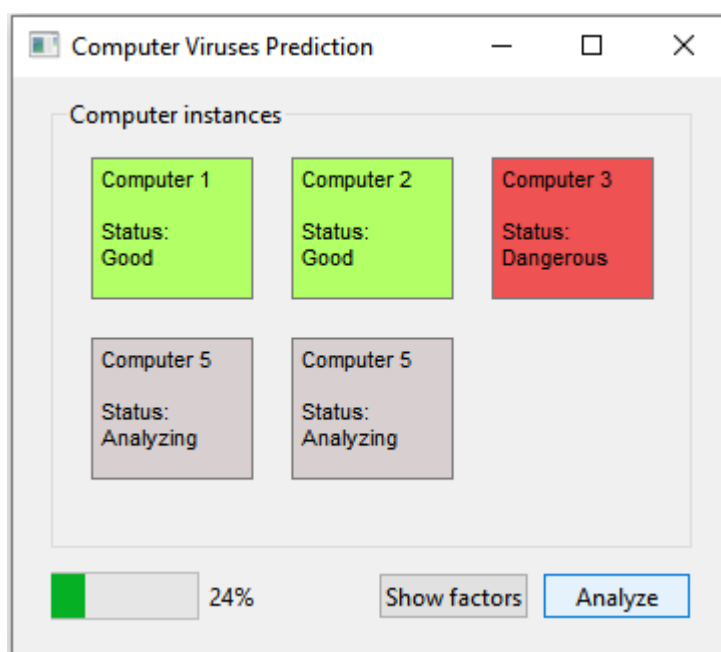 Computer Viruses Prediction
Computer instances
Computer 1
Status:
Good
Computer 2
Status:
Good
Computer 3
Status:
Dangerous
Computer 5
Status:
Analyzing
Computer 5
Status:
Analyzing
24%
Show factors
Analyze